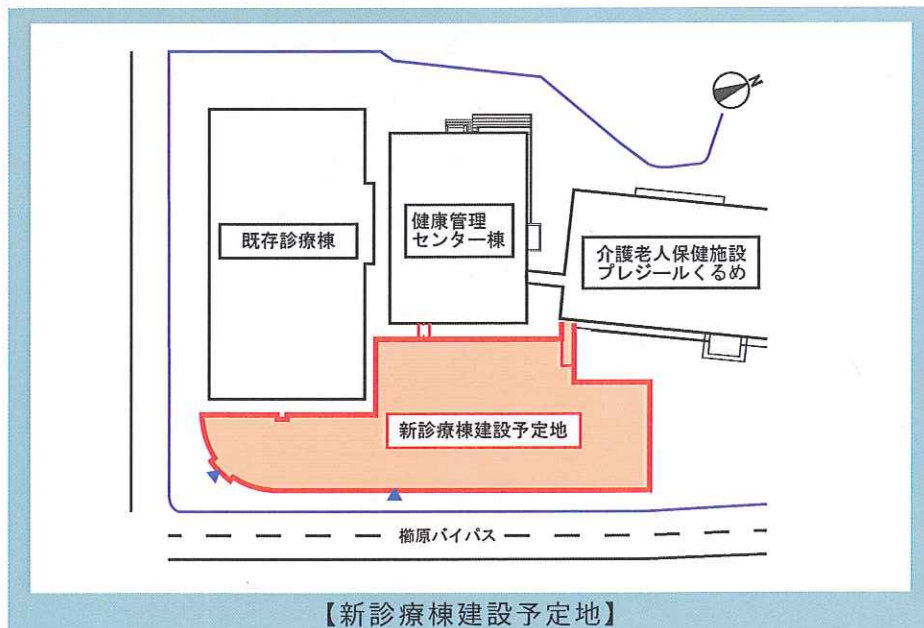 N
既存診療棟
健康管理
センター棟
介護老人保健施設
プレジールくるめ
新診療棟建設予定地
櫛原バイパス
【新診療棟建設予定地】